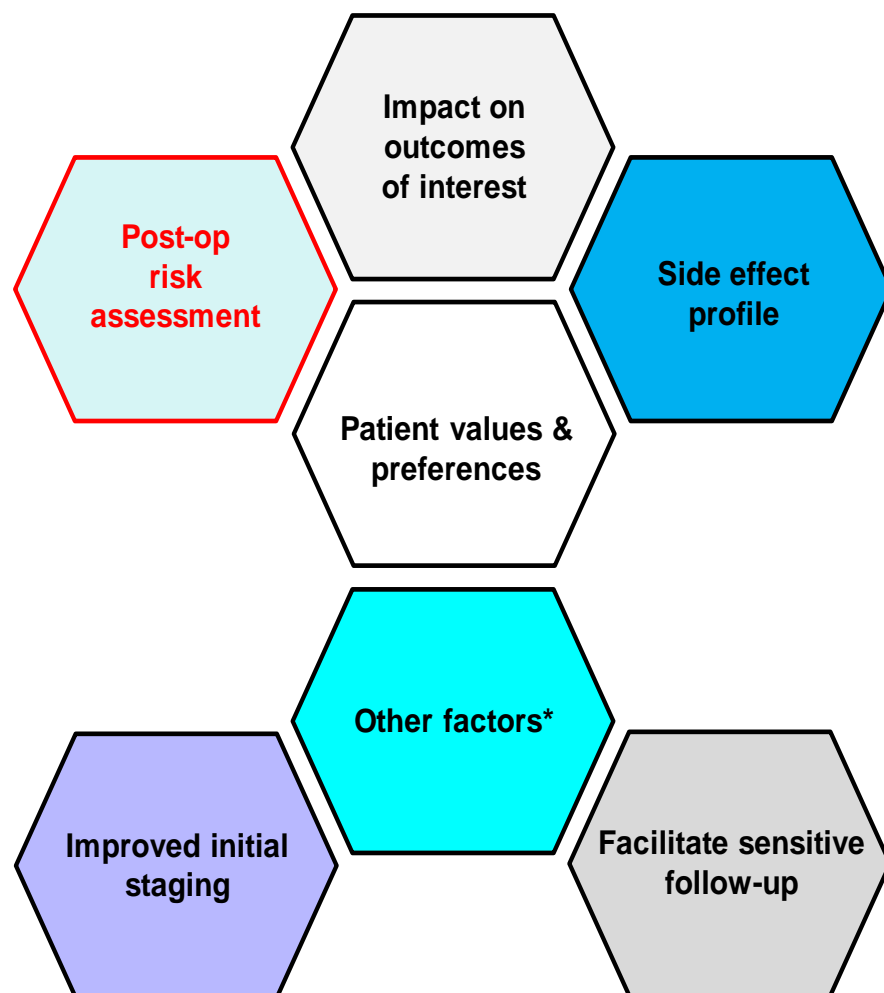 Impact on
outcomes
of interest
Post-op
risk
assessment
Side effect
profile
Patient values &
preferences
Other factors*
Improved initial
staging
Facilitate sensitive
follow-up